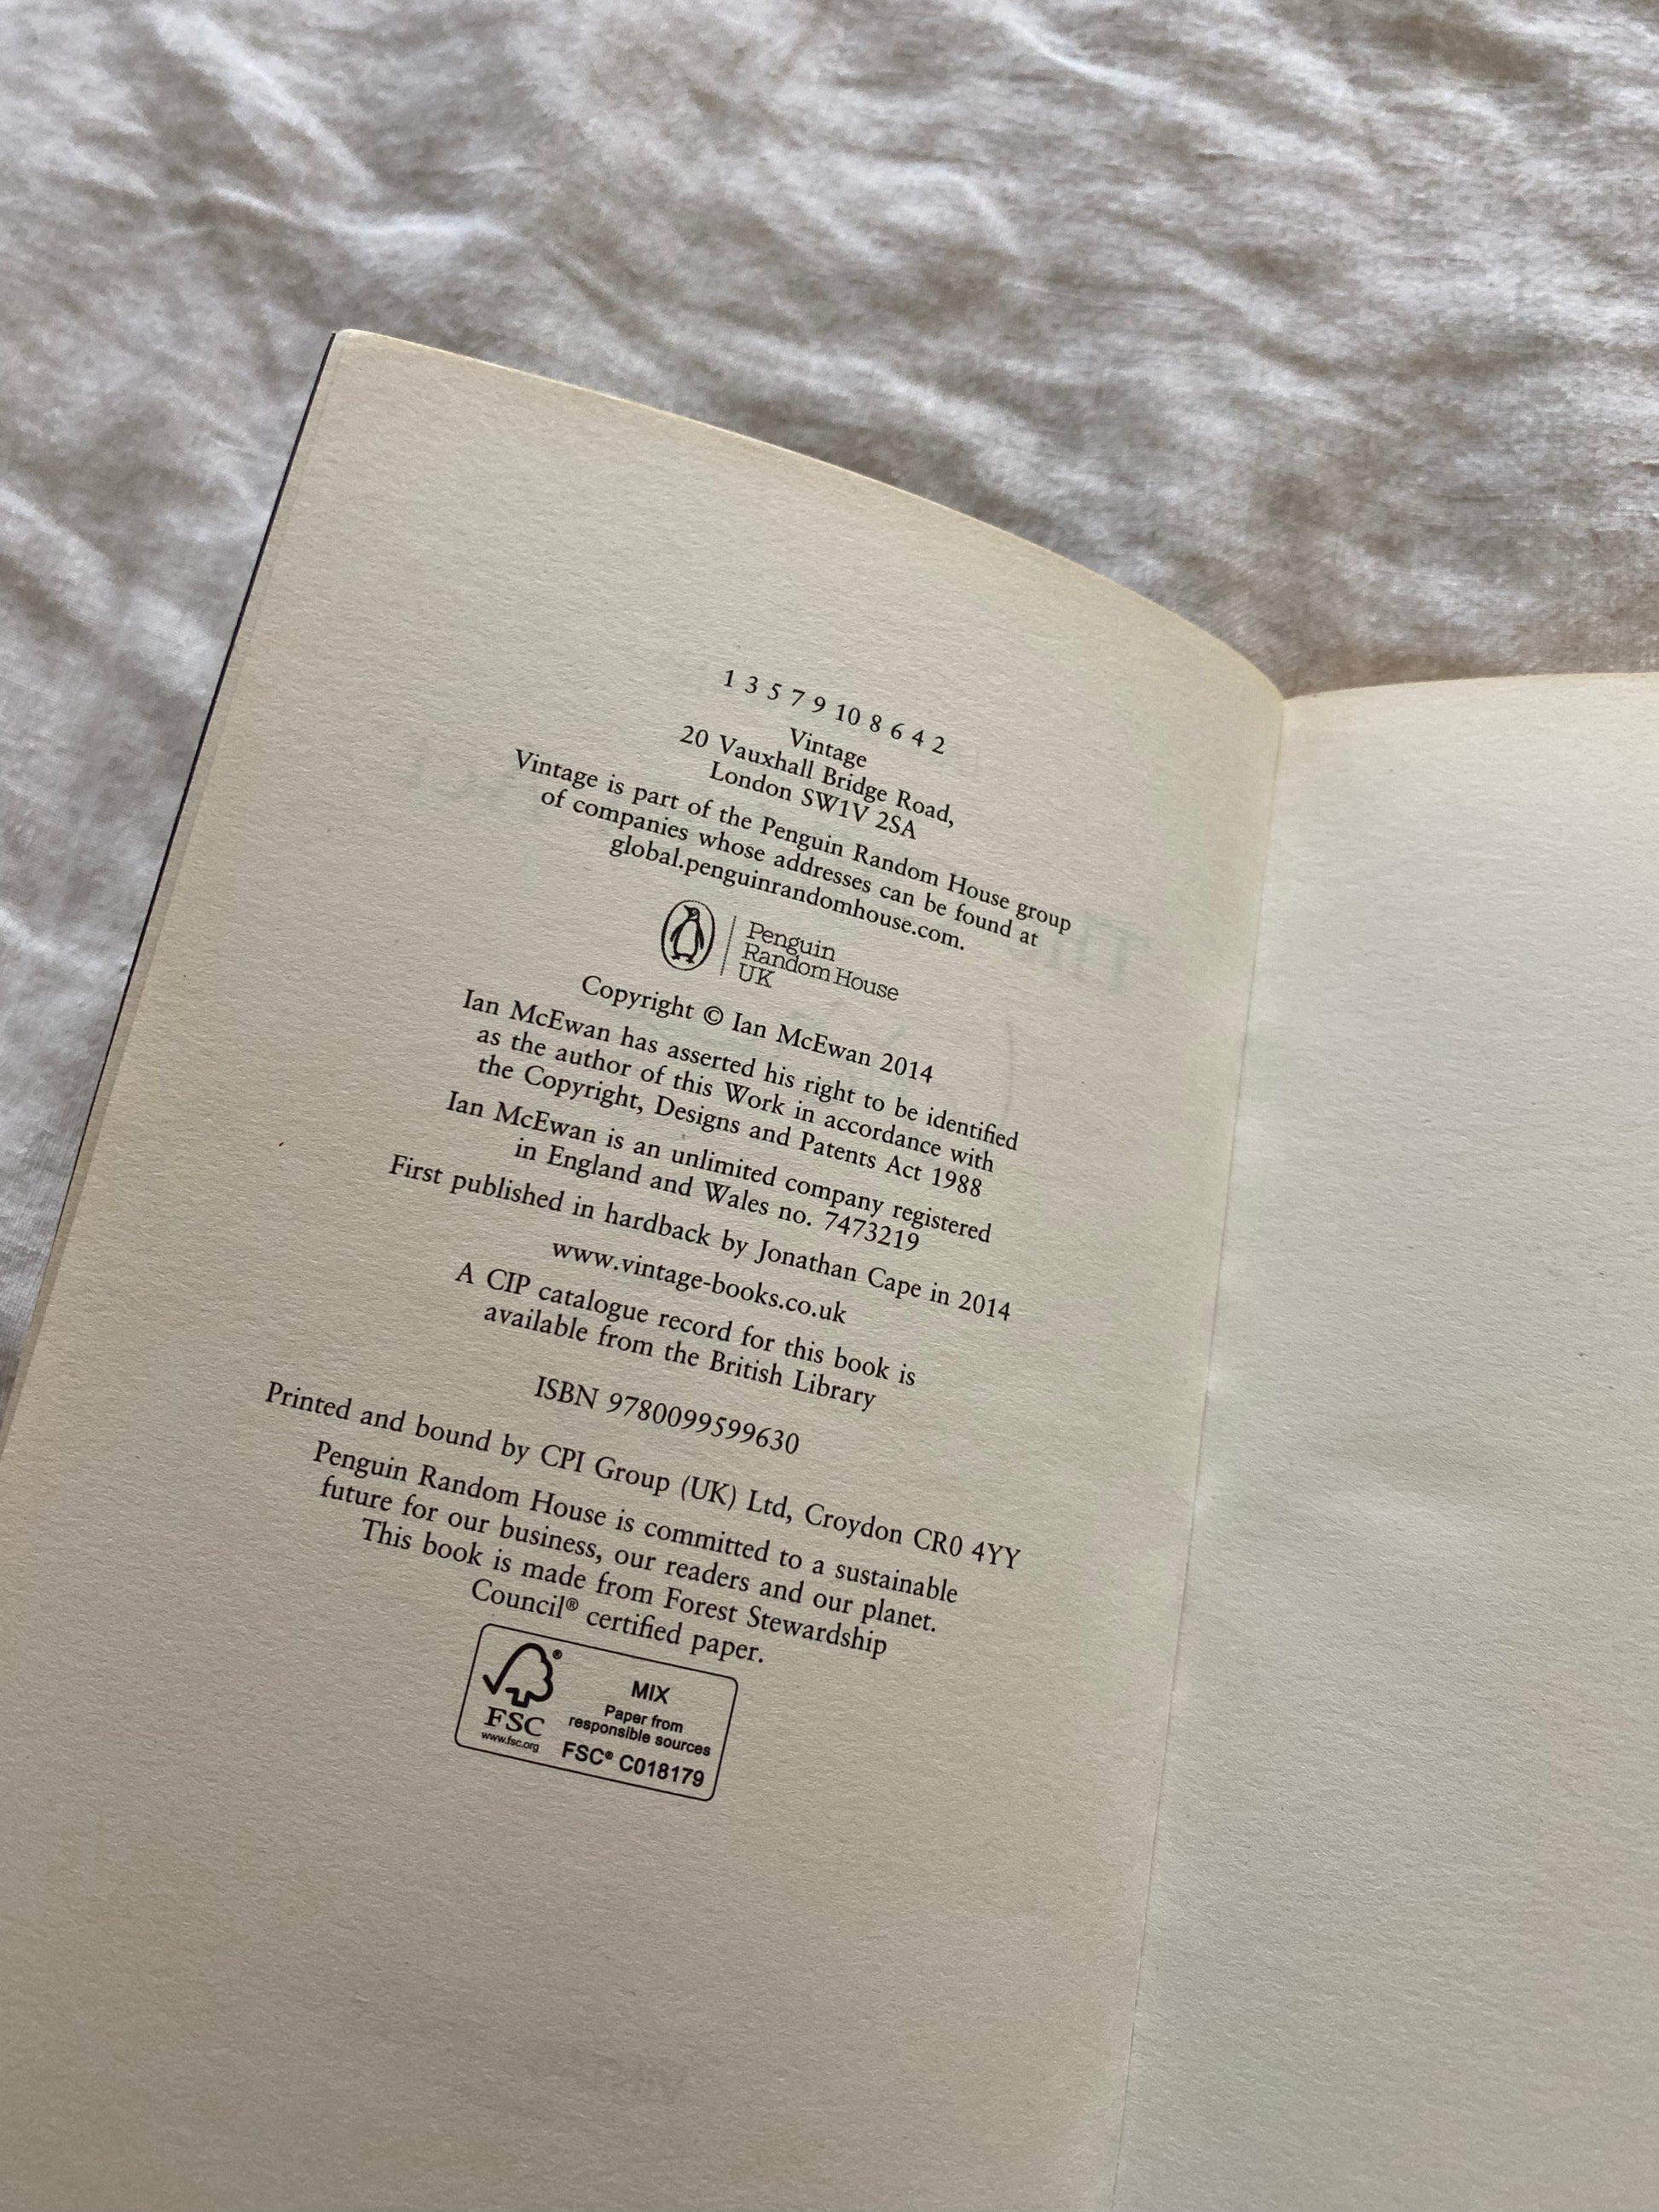 1 3 5 7 9 10 8 6 4 2
Vintage
20 Vauxhall Bridge Road,
London SW1V 2SA
Vintage is part of the Penguin Random House group
of companies whose addresses can be found at
global.penguinrandomhouse.com.
Penguin
Random House
UK
Copyright © Ian McEwan 2014
Ian McEwan has asserted his right to be identified
as the author of this Work in accordance with
the Copyright, Designs and Patents Act 1988
Ian McEwan is an unlimited company registered
in England and Wales no. 7473219
First published in hardback by Jonathan Cape in 2014
www.vintage-books.co.uk
A CIP catalogue record for this book is
available from the British Library
ISBN 9780099599630
Printed and bound by CPI Group (UK) Ltd, Croydon CR0 4YY
Penguin Random House is committed to a sustainable
future for our business, our readers and our planet.
This book is made from Forest Stewardship
Council® certified paper.
FSC
www.fsc.org
MIX
Paper from
responsible sources
FSC® C018179